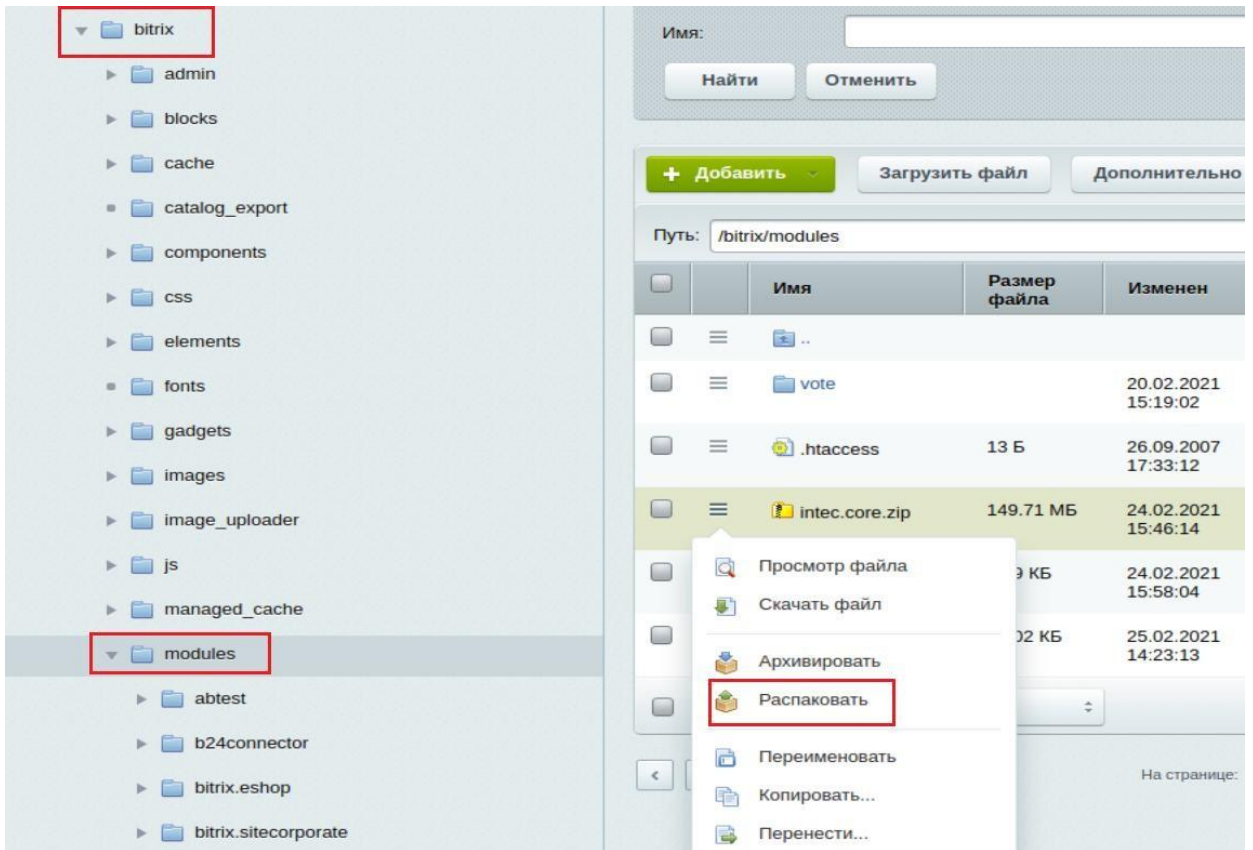 bitrix
admin
blocks
cache
catalog_export
components
css
elements
fonts
gadgets
images
image_uploader
js
managed_cache
modules
abtest
b24connector
bitrix.eshop
bitrix.sitecorporate
Имя:
Найти Отменить
+ Добавить Загрузить файл Дополнительно
Путь: /bitrix/modules
Имя Размер файла Изменен
..
vote 20.02.2021 15:19:02
.htaccess 13 Б 26.09.2007 17:33:12
intec.core.zip 149.71 МБ 24.02.2021 15:46:14
КБ 24.02.2021 15:58:04
КБ 25.02.2021 14:23:13
Просмотр файла
Скачать файл
Архивировать
Распаковать
Переименовать
Копировать...
Перенести...
На странице: